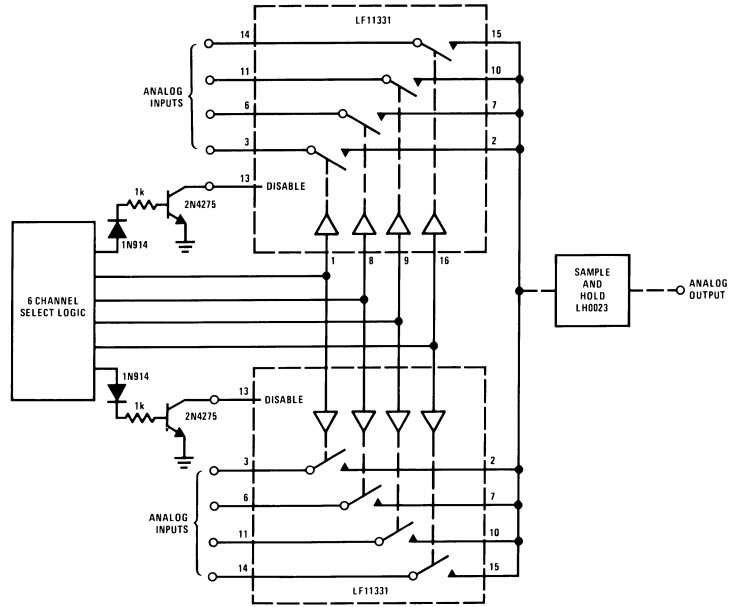 LF11331
14
15
11
10
ANALOG
INPUTS
6
7
3
2
13
DISABLE
1k
2N4275
1N914
1
8
9
16
6 CHANNEL
SELECT LOGIC
SAMPLE
AND
HOLD
LH0023
ANALOG
OUTPUT
1N914
13
DISABLE
1k
2N4275
3
2
6
7
ANALOG
INPUTS
11
10
14
15
LF11331